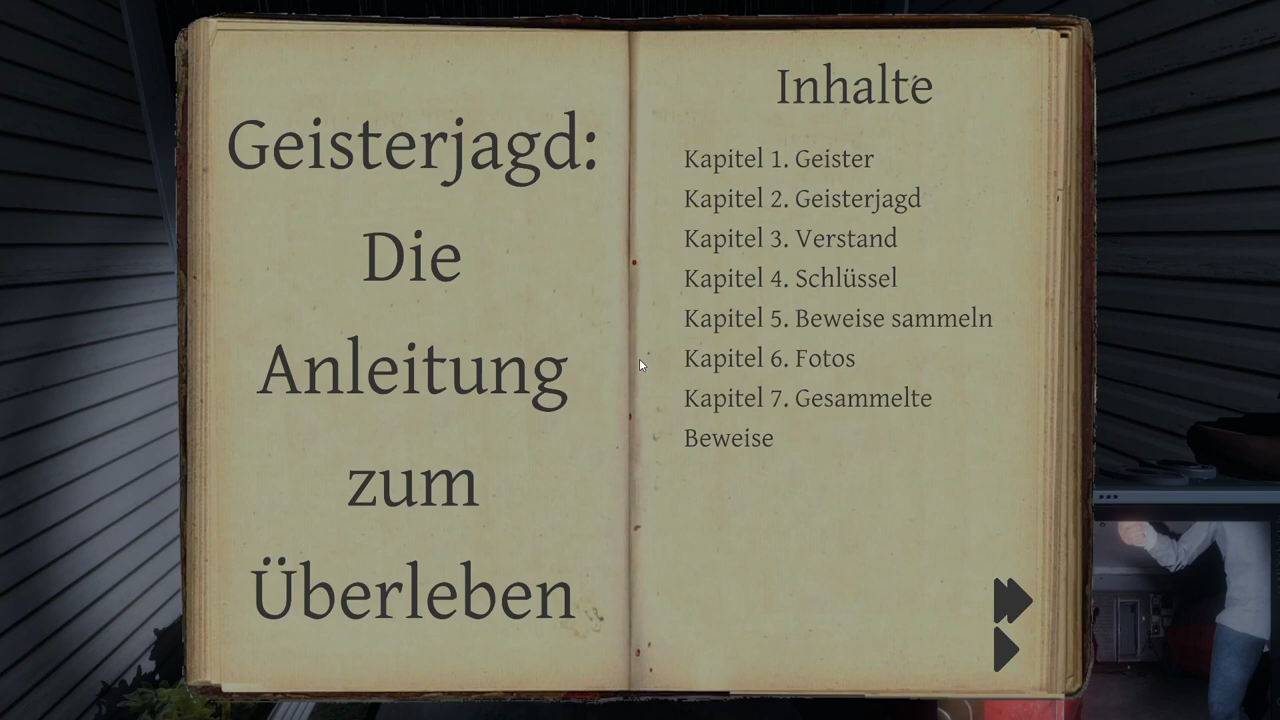 Geisterjagd:
Die
Anleitung
zum
Überleben
Inhalte
Kapitel 1. Geister
Kapitel 2. Geisterjagd
Kapitel 3. Verstand
Kapitel 4. Schlüssel
Kapitel 5. Beweise sammeln
Kapitel 6. Fotos
Kapitel 7. Gesammelte
Beweise